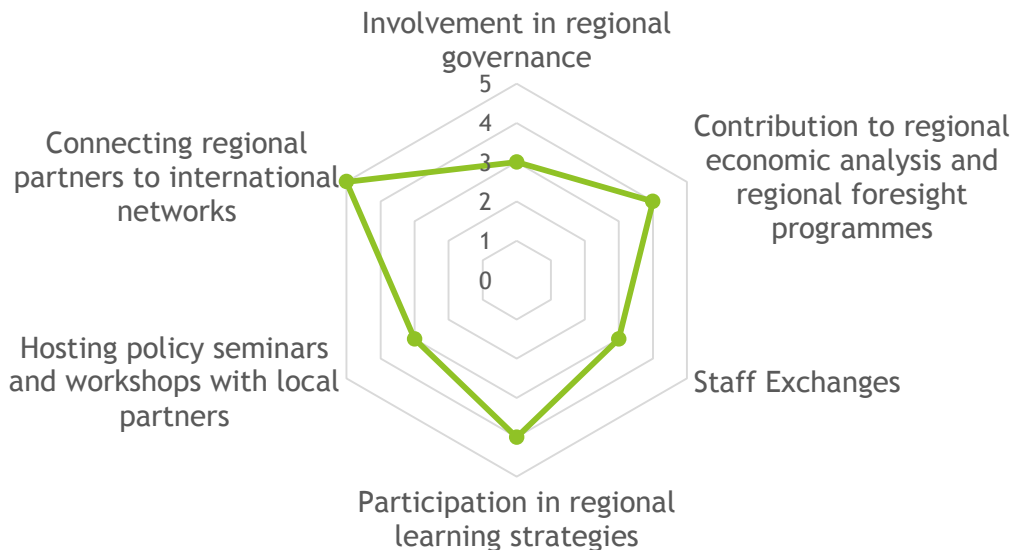 Involvement in regional
governance
5
4
3
2
1
0
Contribution to regional
economic analysis and
regional foresight
programmes
Staff Exchanges
Participation in regional
learning strategies
Hosting policy seminars
and workshops with local
partners
Connecting regional
partners to international
networks